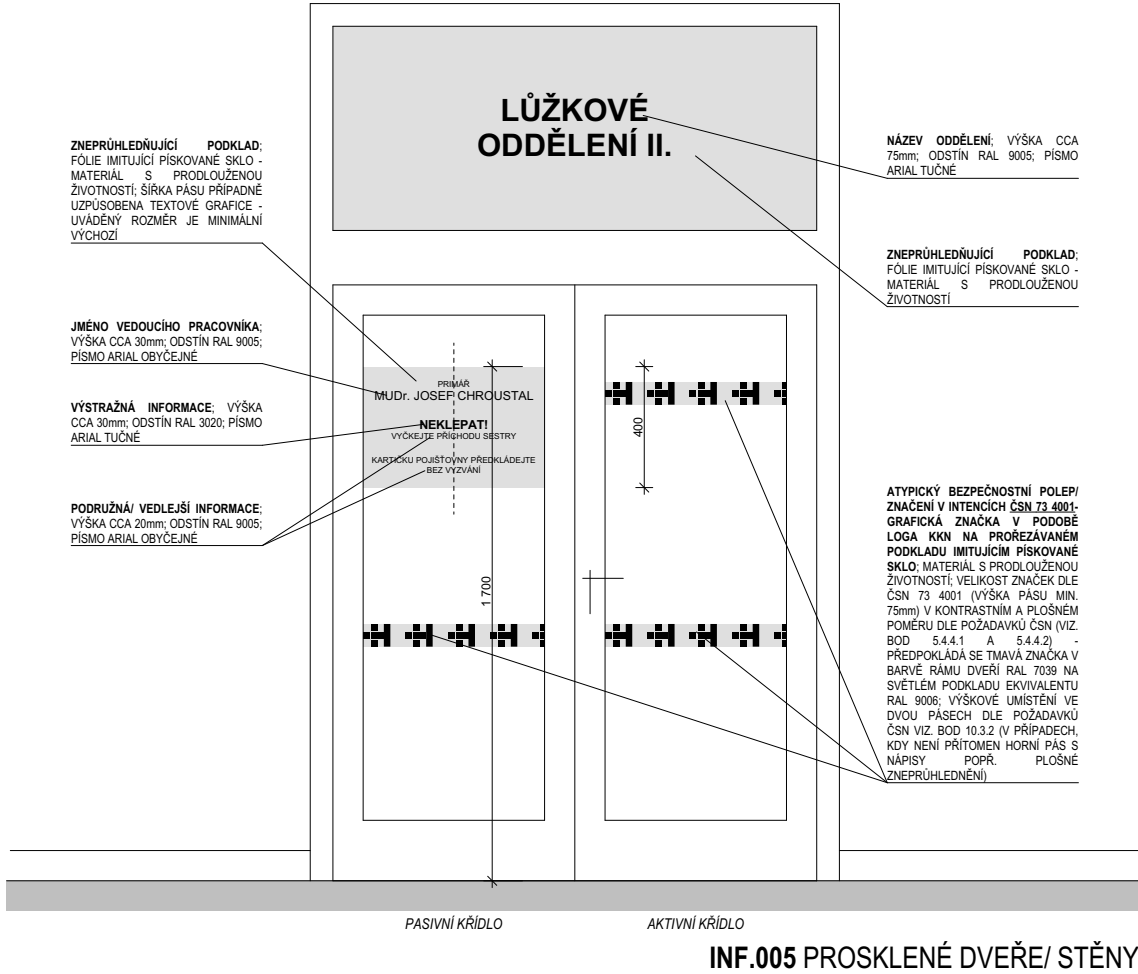 LŮŽKOVÉ
ODDĚLENÍ II.
ZNEPRŮHLEDŇUJÍCÍ PODKLAD;
FÓLIE IMITUJÍCÍ PÍSKOVANÉ SKLO -
MATERIÁL S PRODLOUŽENOU
ŽIVOTNOSTÍ; ŠÍŘKA PÁSU PŘÍPADNĚ
UZPŮSOBENA TEXTOVÉ GRAFICE -
UVÁDĚNÝ ROZMĚR JE MINIMÁLNÍ
VÝCHOZÍ
JMÉNO VEDOUCÍHO PRACOVNÍKA;
VÝŠKA CCA 30mm; ODSTÍN RAL 9005;
PÍSMO ARIAL OBYČEJNÉ
VÝSTRAŽNÁ INFORMACE; VÝŠKA
CCA 30mm; ODSTÍN RAL 3020; PÍSMO
ARIAL TUČNÉ
PODRUŽNÁ/ VEDLEJŠÍ INFORMACE;
VÝŠKA CCA 20mm; ODSTÍN RAL 9005;
PÍSMO ARIAL OBYČEJNÉ
PRIMÁŘ
MUDr. JOSEF CHROUSTAL
NEKLEPAT!
VYČKEJTE PŘÍCHODU SESTRY
KARTIČKU POJIŠŤOVNY PŘEDKLÁDEJTE
BEZ VYZVÁNÍ
1 700
400
NÁZEV ODDĚLENÍ; VÝŠKA CCA
75mm; ODSTÍN RAL 9005; PÍSMO
ARIAL TUČNÉ
ZNEPRŮHLEDŇUJÍCÍ PODKLAD;
FÓLIE IMITUJÍCÍ PÍSKOVANÉ SKLO -
MATERIÁL S PRODLOUŽENOU
ŽIVOTNOSTÍ
ATYPICKÝ BEZPEČNOSTNÍ POLEP/
ZNAČENÍ V INTENCÍCH ČSN 73 4001-
GRAFICKÁ ZNAČKA V PODOBĚ
LOGA KKN NA PROŘEZÁVANÉM
PODKLADU IMITUJÍCÍM PÍSKOVANÉ
SKLO; MATERIÁL S PRODLOUŽENOU
ŽIVOTNOSTÍ; VELIKOST ZNAČEK DLE
ČSN 73 4001 (VÝŠKA PÁSU MIN.
75mm) V KONTRASTNÍM A PLOŠNÉM
POMĚRU DLE POŽADAVKŮ ČSN (VIZ.
BOD 5.4.4.1 A 5.4.4.2) -
PŘEDPOKLÁDÁ SE TMAVÁ ZNAČKA V
BARVĚ RÁMU DVEŘÍ RAL 7039 NA
SVĚTLÉM PODKLADU EKVIVALENTU
RAL 9006; VÝŠKOVÉ UMÍSTĚNÍ VE
DVOU PÁSECH DLE POŽADAVKŮ
ČSN VIZ. BOD 10.3.2 (V PŘÍPADECH,
KDY NENÍ PŘÍTOMEN HORNÍ PÁS S
NÁPISY POPŘ. PLOŠNÉ
ZNEPRŮHLEDNĚNÍ)
PASIVNÍ KŘÍDLO
AKTIVNÍ KŘÍDLO
INF.005 PROSKLENÉ DVEŘE/ STĚNY